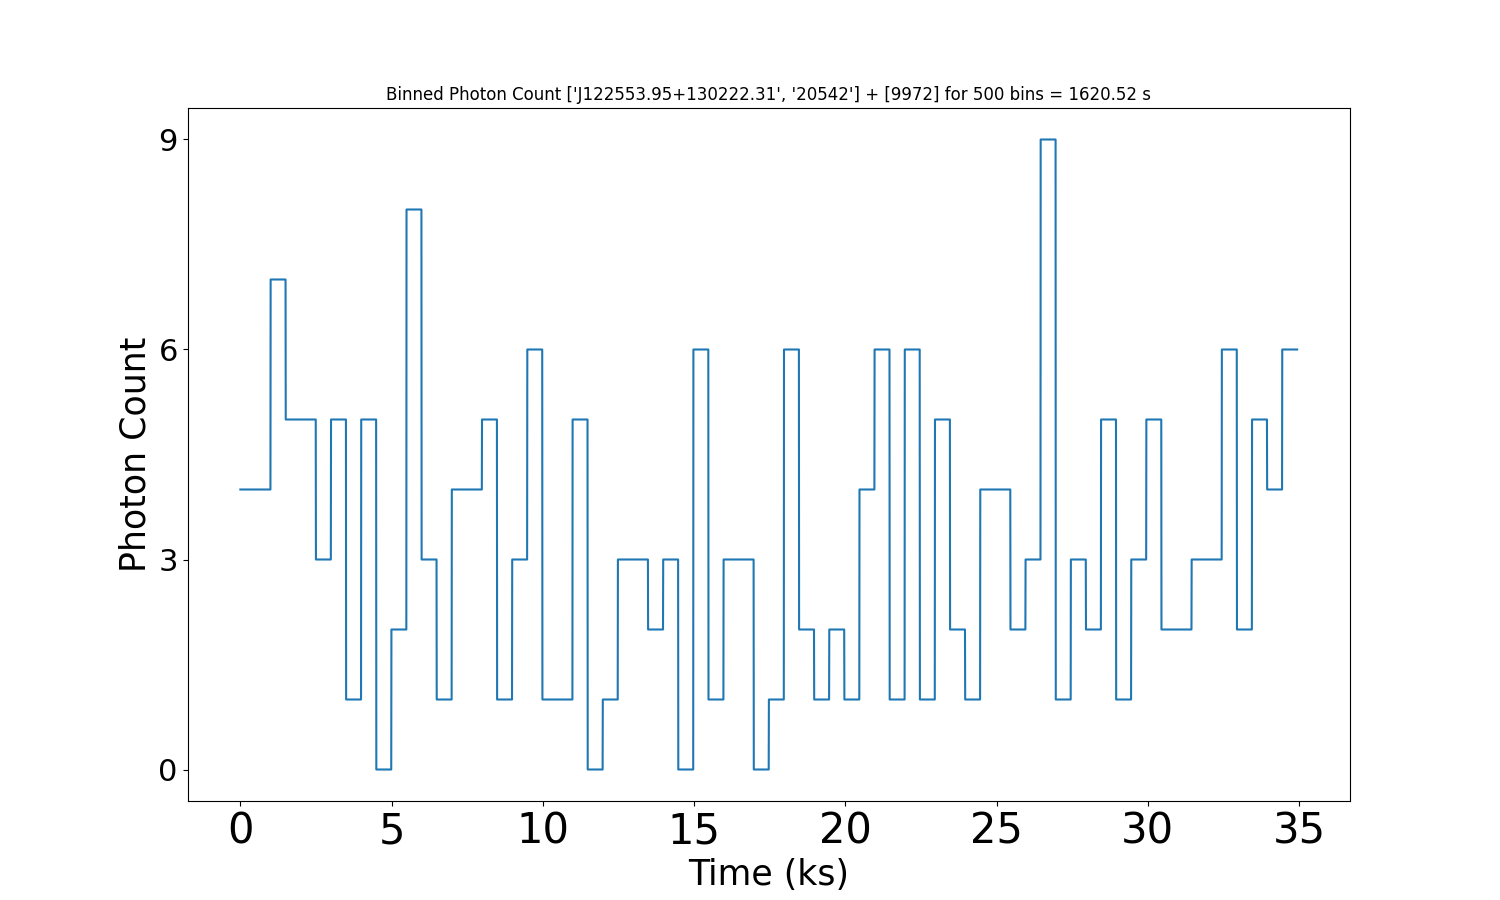 Binned Photon Count ['J122553.95+130222.31', '20542'] + [9972] for 500 bins = 1620.52 s
9
6
3
0
Photon Count
0 5 10 15 20 25 30 35
Time (ks)